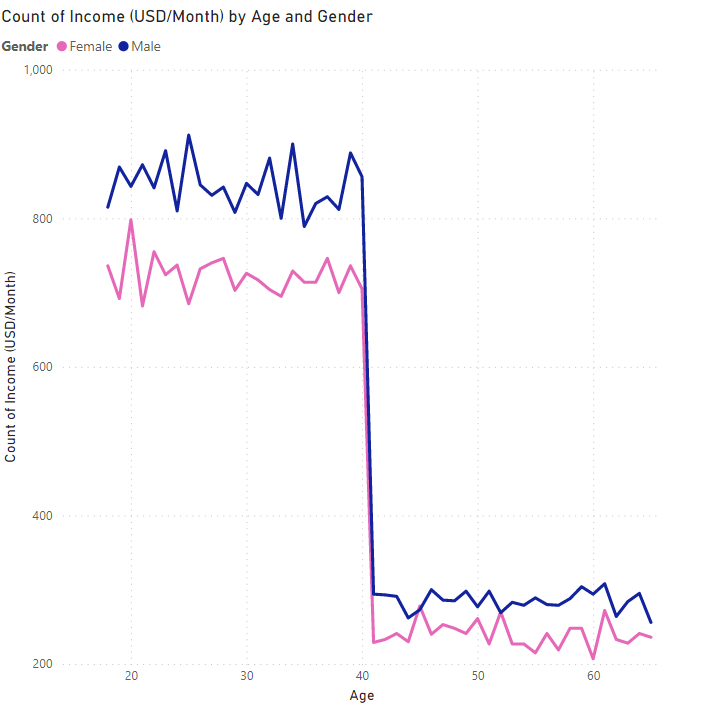 Count of Income (USD/Month) by Age and Gender
Gender Female Male
1,000
800
600
400
200
Count of Income (USD/Month)
20 30 40 50 60
Age